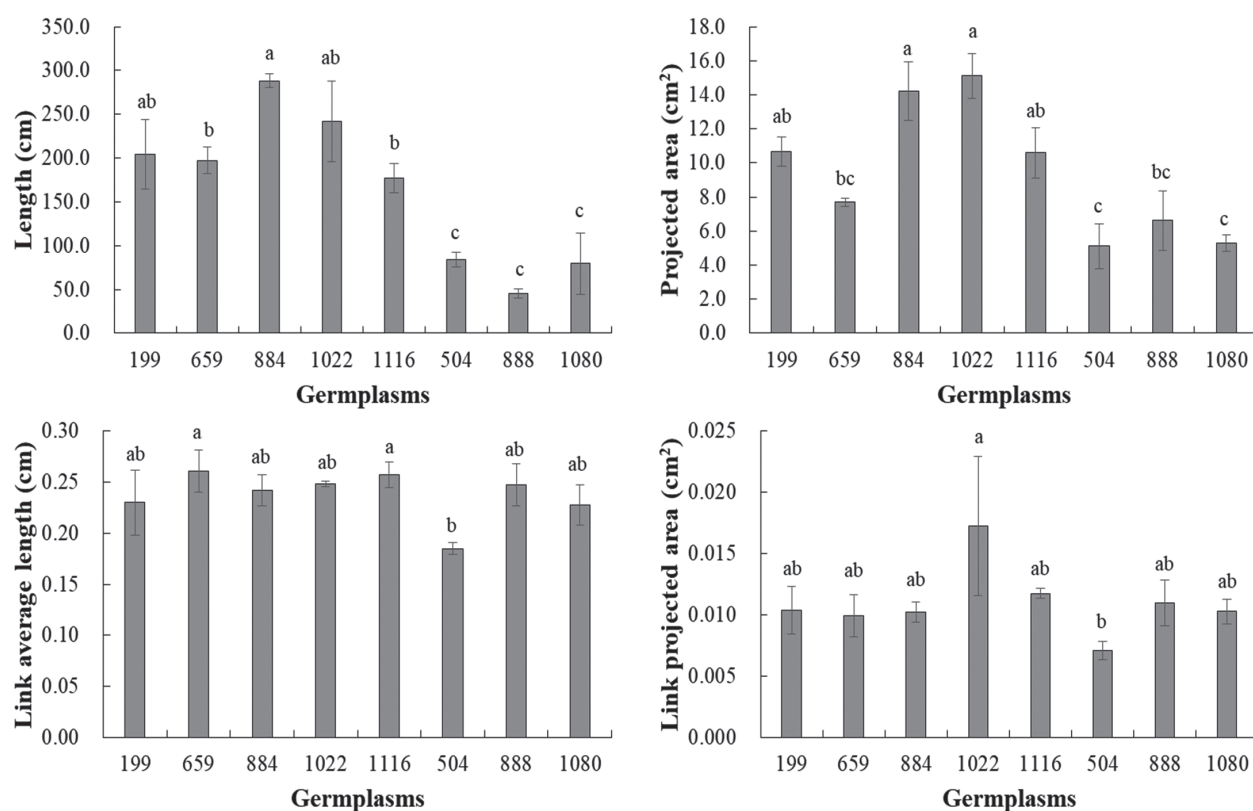 Length (cm)
350.0
300.0
250.0
200.0
150.0
100.0
50.0
0.0
ab
b
a
ab
b
c
c
c
199 659 884 1022 1116 504 888 1080
Germplasms
Projected area (cm²)
18.0
16.0
14.0
12.0
10.0
8.0
6.0
4.0
2.0
0.0
ab
bc
a
a
ab
c
bc
c
199 659 884 1022 1116 504 888 1080
Germplasms
Link average length (cm)
0.30
0.25
0.20
0.15
0.10
0.05
0.00
ab
a
ab
ab
a
b
ab
ab
199 659 884 1022 1116 504 888 1080
Germplasms
Link projected area (cm²)
0.025
0.020
0.015
0.010
0.005
0.000
ab
ab
ab
a
ab
b
ab
ab
199 659 884 1022 1116 504 888 1080
Germplasms